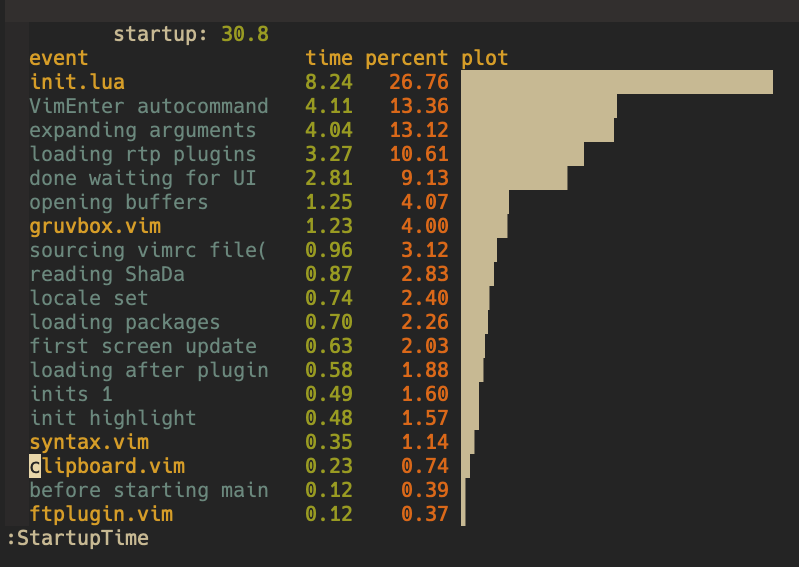 startup: 30.8
event time percent plot
init.lua 8.24 26.76
VimEnter autocommand 4.11 13.36
expanding arguments 4.04 13.12
loading rtp plugins 3.27 10.61
done waiting for UI 2.81 9.13
opening buffers 1.25 4.07
gruvbox.vim 1.23 4.00
sourcing vimrc file( 0.96 3.12
reading ShaDa 0.87 2.83
locale set 0.74 2.40
loading packages 0.70 2.26
first screen update 0.63 2.03
loading after plugin 0.58 1.88
inits 1 0.49 1.60
init highlight 0.48 1.57
syntax.vim 0.35 1.14
clipboard.vim 0.23 0.74
before starting main 0.12 0.39
ftplugin.vim 0.12 0.37
:StartupTime